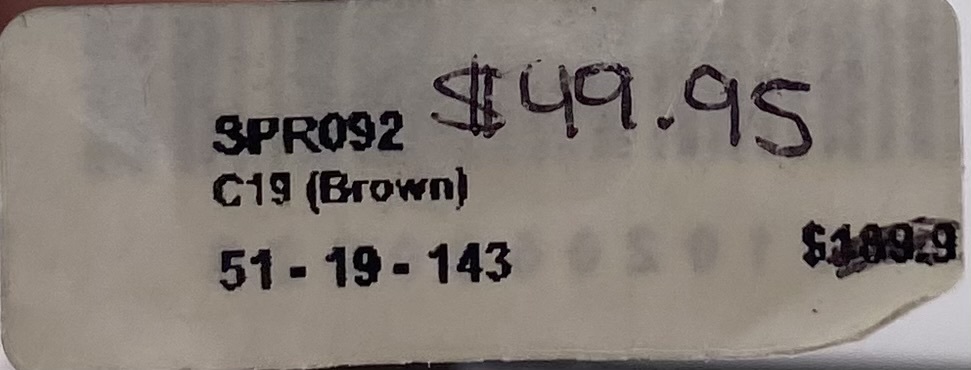 $49.95
SPR092
C19 (Brown)
51 - 19 - 143